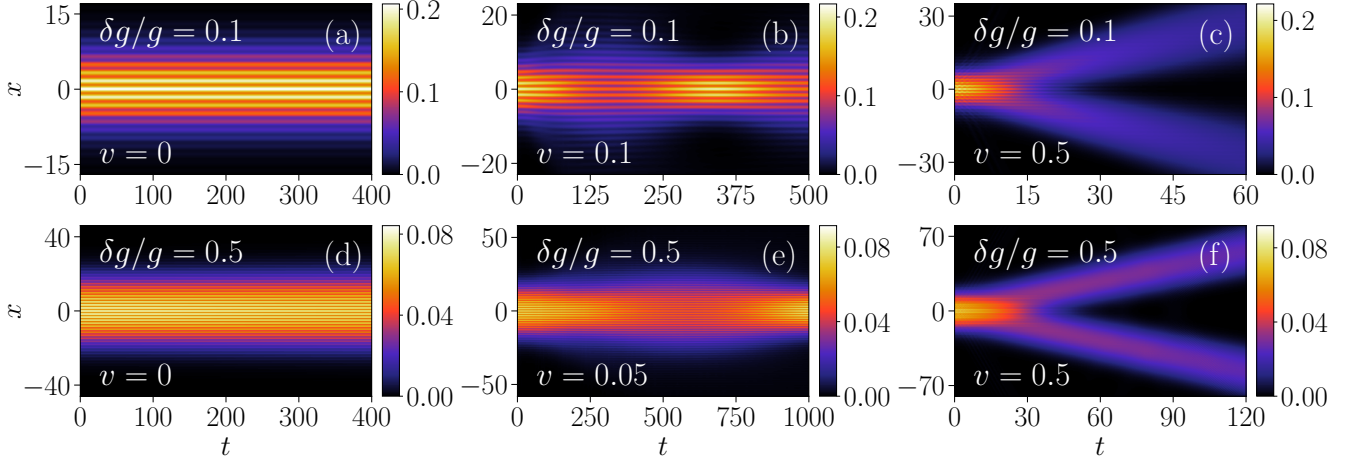 δg/g = 0.1 (a)
v = 0
x
15
0
−15
0 100 200 300 400
0.2
0.1
0.0
δg/g = 0.1 (b)
v = 0.1
20
0
−20
0 125 250 375 500
0.2
0.1
0.0
δg/g = 0.1 (c)
v = 0.5
30
0
−30
0 15 30 45 60
0.2
0.1
0.0
δg/g = 0.5 (d)
v = 0
x
40
0
−40
0 100 200 300 400
t
0.08
0.04
0.00
δg/g = 0.5 (e)
v = 0.05
50
0
−50
0 250 500 750 1000
t
0.08
0.04
0.00
δg/g = 0.5 (f)
v = 0.5
70
0
−70
0 30 60 90 120
t
0.08
0.04
0.00